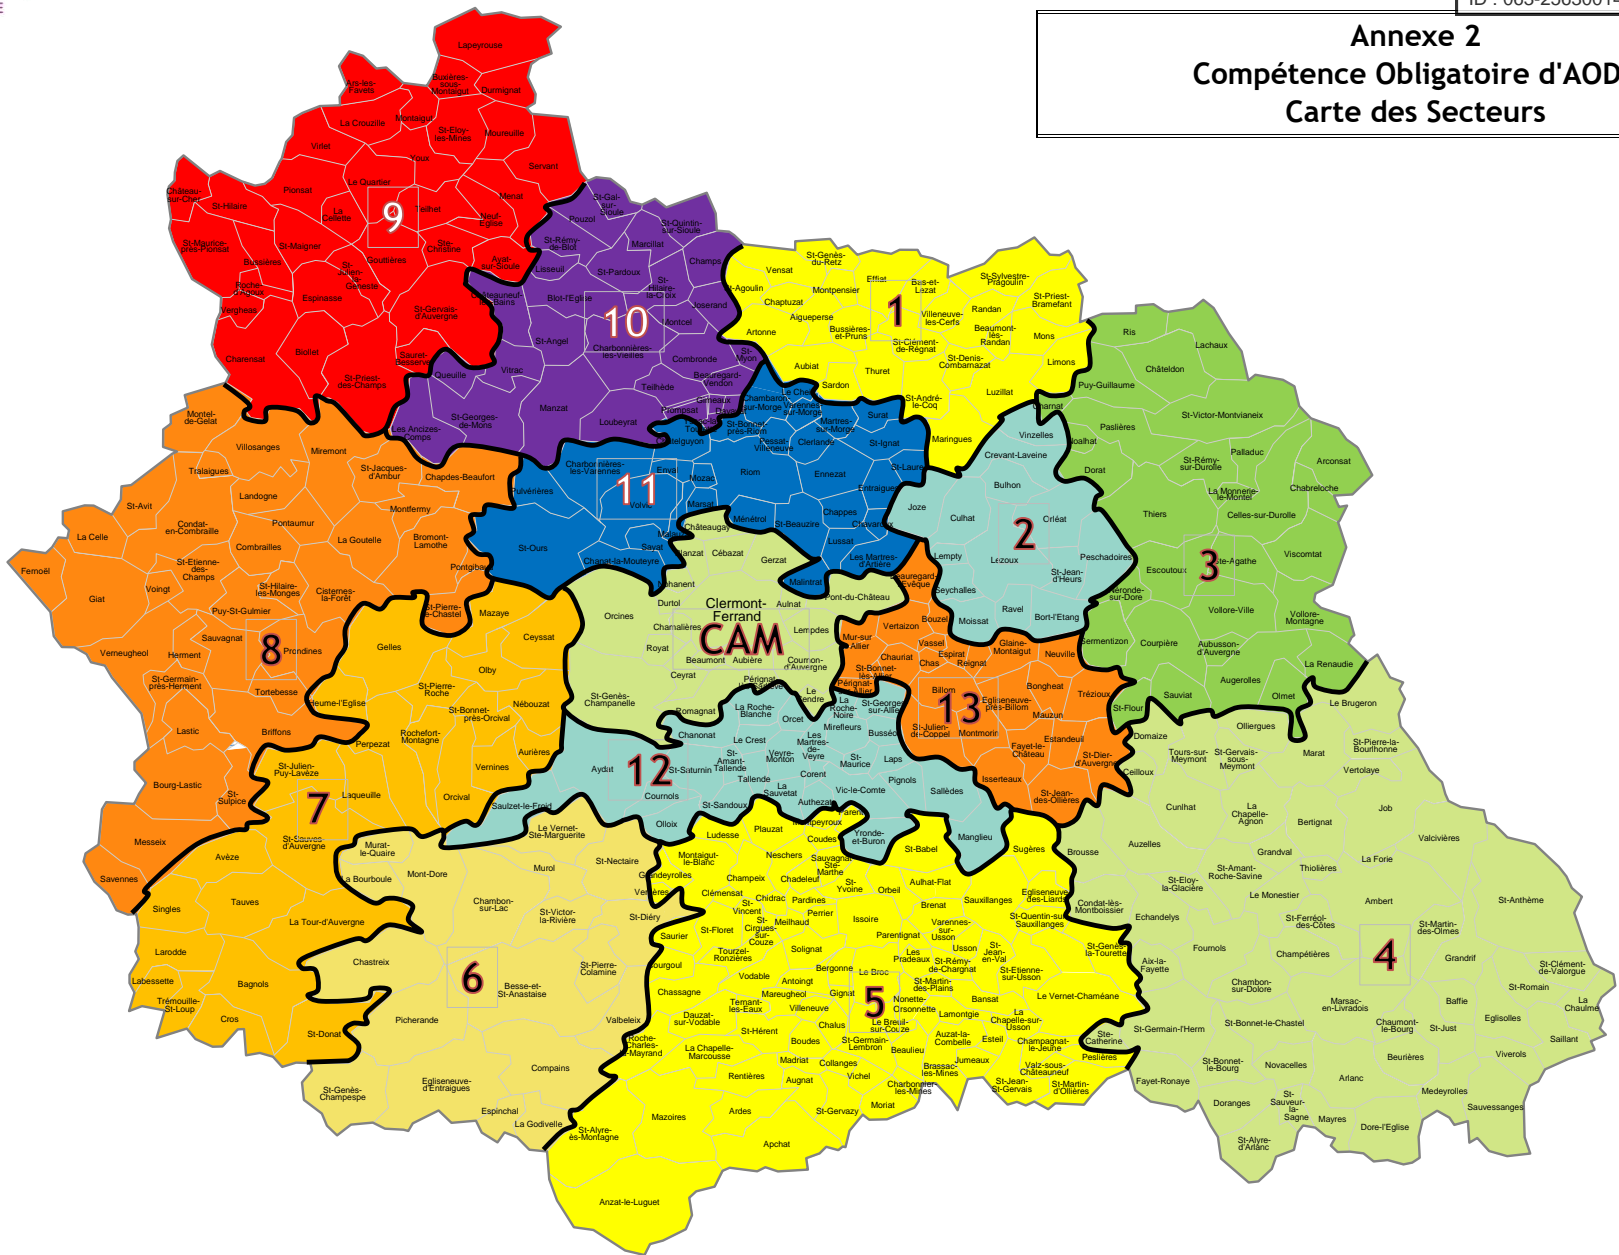 E
ID : 063-25630014
Annexe 2
Compétence Obligatoire d'AOD
Carte des Secteurs
Lapeyrouse
Ars-les-
Favets
Buxières-
sous-
Montaigut
Durmignat
La Crouzille
Montaigut
St-Eloy-
les-Mines
Moureuille
Virlet
Youx
Servant
Château-
sur-Cher
Pionsat
Le Quartier
Menat
St-Hilaire
La
Cellette
9
Teilhet
Neuf-
Eglise
St-Maurice-
près-Pionsat
St-Maigner
Ste-
Christine
Bussières
Gouttières
Ayat-
sur-Sioule
St-
Julien-
la-
Geneste
Roche-
d'Agoux
Espinasse
Vergheas
St-Gervais-
d'Auvergne
Charensat
Biollet
Sauret-
Besserve
St-Priest-
des-Champs
St-Gal-
sur-
Sioule
Pouzol
St-Quintin-
sur-Sioule
St-Rémy-
de-Blot
Marcillat
Champs
Lisseuil
St-Pardoux
St-
Hilaire-
la-Croix
Châteauneuf-
les-Bains
Blot-l'Eglise
Joserand
10
Montcel
St-Angel
Charbonnières-
les-Vieilles
St-
Myon
Combronde
Queuille
Vitrac
Beauregard-
Vendon
Teilhède
Gimeaux
Manzat
Prompsat
Davayat
St-Georges-
de-Mons
Loubeyrat
Les Ancizes-
Comps
St-Genès-
du-Retz
Vensat
Effiat
Bas-et-
Lezat
St-Sylvestre-
Pragoulin
St-Agoulin
Montpensier
St-Priest-
Bramefant
Chaptuzat
1
Villeneuve-
les-Cerfs
Randan
Aigueperse
Bussières-
et-Pruns
Beaumont-
lès-
Randan
Mons
Artonne
St-Clément-
de-Régnat
St-Denis-
Combarnazat
Limons
Aubiat
Thuret
Sardon
Luzillat
St-André-
le-Coq
Maringues
Le Cheix
Chambaron-
sur-Morge
Varennes-
sur-Morge
Surat
Martres-
sur-Morge
St-Bonnet-
près-Riom
Pessat-
Villeneuve
Clerlande
St-Ignat
Châtelguyon
Charbonnières-
les-Varennes
Enval
Mozac
Riom
Ennezat
St-Laure
Pulvérières
11
Volvic
Marsat
Entraigues
Ménétrol
St-Beauzire
Chappes
Chavaroux
St-Ours
Sayat
Lussat
Chanat-la-Mouteyre
Les Martres-
d'Artière
Malintrat
Charnat
Vinzelles
Crevant-Laveine
Bulhon
Joze
Culhat
2
Orléat
Lempty
Lezoux
Peschadoires
St-Jean-
d'Heurs
Seychalles
Ravel
Bort-l'Etang
Moissat
Ris
Lachaux
Châteldon
Puy-Guillaume
St-Victor-Montvianeix
Paslières
Noalhat
Palladuc
St-Rémy-
sur-Durolle
Arconsat
Dorat
La Monnerie-
le-Montel
Chabreloche
Thiers
Celles-sur-Durolle
Viscomtat
Escoutoux
3
Ste-Agathe
Néronde-
sur-Dore
Vollore-Ville
Vollore-
Montagne
Sermentizon
Courpière
Aubusson-
d'Auvergne
La Renaudie
Augerolles
Sauviat
Olmet
St-Flour
Montel-
de-Gelat
Villosanges
Miremont
Tralaigues
St-Jacques-
d'Ambur
Chapdes-Beaufort
Landogne
St-Avit
Montfermy
Pontaumur
Condat-
en-Combraille
La Celle
Combrailles
La Goutelle
Bromont-
Lamothe
Fernoël
St-Etienne-
des-
Champs
Pontgibaud
Voingt
St-Hilaire-
les-Monges
Cisternes-
la-Forêt
Giat
Puy-St-Gulmier
St-Pierre-
le-Chastel
Sauvagnat
8
Prondines
Verneugheol
Herment
St-Germain-
près-Herment
Tortebesse
Lastic
Briffons
Bourg-Lastic
St-
Sulpice
Messeix
Savennes
Châteaugay
Blanzat
Cébazat
Gerzat
Nohanent
Pont-du-Château
Durtol
Clermont-
Ferrand
Aulnat
Orcines
Chamalières
CAM
Lempdes
Royat
Beaumont
Aubière
Cournon-
d'Auvergne
Ceyrat
St-Genès-
Champanelle
Le
Cendre
Romagnat
Mazaye
Ceyssat
Gelles
Olby
St-Pierre-
Roche
Heume-l'Eglise
Nébouzat
St-Bonnet-
près-Orcival
Rochefort-
Montagne
Perpezat
Aurières
Vernines
St-Julien-
Puy-Lavèze
7
Laqueuille
Orcival
St-Sauves-
d'Auvergne
Avèze
Tauves
Singles
La Tour-d'Auvergne
Larodde
Labessette
Bagnols
Trémouille-
St-Loup
Cros
St-Donat
Beauregard-
l'Evêque
Bouzel
Vertaizon
Mur-sur
Allier
Vassel
Glaine-
Montaigut
Chauriat
Espirat
Neuville
Chas
Reignat
St-Bonnet-
lès-Allier
Pérignat-
sur-Allier
Billom
Bongheat
Trézioux
13
Egliseneuve-
près-Billom
Mauzun
St-Julien-
de-Coppel
Montmorin
Estandeuil
Fayet-le-
Château
St-Dier-
d'Auvergne
Isserteaux
St-Jean-
des-Ollières
La Roche-
Blanche
La
Roche-
Noire
St-Georges-
sur-Allier
Orcet
Mirefleurs
Chanonat
Le Crest
Les
Martres-
de-
Veyre
Busséol
St-
Amant-
Tallende
Veyre-
Monton
St-
Maurice
Laps
Aydat
12
St-Saturnin
Tallende
Corent
Pignols
La
Sauvetat
Vic-le-Comte
Sallèdes
Cournols
Authezat
Saulzet-le-Froid
St-Sandoux
Olloix
Yronde-
et-Buron
Manglieu
Le Vernet-
Ste-Marguerite
Murat-
le-Quaire
St-Nectaire
Murol
La Bourboule
Mont-Dore
Chambon-
sur-Lac
St-Victor-
la-Rivière
St-Diéry
Chastreix
St-Pierre-
Colamine
6
Besse-et-
St-Anastaise
Picherande
Valbeleix
Compains
St-Genès-
Champespe
Egliseneuve-
d'Entraigues
Espinchal
La Godivelle
Parent
Plauzat
Montpeyroux
Ludesse
Coudes
St-Babel
Sugères
Montaigut-
le-Blanc
Neschers
Sauvagnat-
Ste-
Marthe
Grandeyrolles
Champeix
Chadeleuf
Aulhat-Flat
Verrières
Clémensat
Chidrac
Pardines
St-
Yvoine
Orbeil
Egliseneuve-
des-Liards
St-
Vincent
Perrier
Brenat
Sauxillanges
Meilhaud
Issoire
St-Quentin-sur-
Sauxillanges
St-Floret
St-
Cirgues-
sur-
Couze
Varennes-
sur-
Usson
Saurier
Parentignat
Tourzel-
Ronzières
Solignat
Usson
St-
Jean-
en-Val
St-Genès-
la-Tourette
Les
Pradeaux
St-Rémy-
de-Chargnat
Courgoul
Bergonne
Le Broc
St-Etienne-
sur-Usson
Vodable
Antoingt
St-Martin-
des-Plains
Chassagne
Mareugheol
Gignat
5
Nonette-
Orsonnette
Bansat
Le Vernet-Chaméane
Ternant-
les-Eaux
Villeneuve
Dauzat-
sur-Vodable
Lamontgie
La
Chapelle-sur-
Usson
Chalus
Le Breuil-
sur-Couze
St-Hérent
Boudes
St-Germain-
Lembron
Auzat-la-
Combelle
Esteil
Champagnat-
le-Jeune
Roche-
Charles-
la-Mayrand
La Chapelle-
Marcousse
Beaulieu
Peslières
Madriat
Collanges
Jumeaux
Brassac-
les-Mines
Valz-sous-
Châteauneuf
Rentières
Augnat
Vichel
Charbonnier-
les-Mines
St-Jean-
St-Gervais
St-Martin-
d'Ollières
Mazoires
Ardes
St-Gervazy
Moriat
St-Alyre-
ès-Montagne
Apchat
Anzat-le-Luguet
Le Brugeron
Olliergues
Domaize
Marat
St-Pierre-la-
Bourlhonne
Tours-sur-
Meymont
St-Gervais-
sous-
Meymont
Vertolaye
Ceilloux
Cunlhat
La
Chapelle-
Agnon
Job
Bertignat
Valcivières
Auzelles
Brousse
Grandval
La Forie
St-Amant-
Roche-Savine
Thiolières
St-Eloy-
la-Glacière
Le Monestier
Ambert
St-Anthème
Condat-lès-
Montboissier
Echandelys
St-Ferréol-
des-Côtes
St-Martin-
des-Olmes
Fournols
Champétières
4
Grandrif
Aix-la-
Fayette
St-Clément-
de-Valorgue
Chambon-
sur-Dolore
St-Romain
Marsac-
en-Livradois
Baffie
La
Chaulme
St-Germain-l'Herm
St-Bonnet-le-Chastel
Chaumont-
le-Bourg
St-Just
Eglisolles
Ste-
Catherine
Saillant
St-Bonnet-
le-Bourg
Novacelles
Beurières
Viverols
Fayet-Ronaye
Arlanc
Doranges
St-
Sauveur-
la-
Sagne
Medeyrolles
Mayres
Sauvessanges
Dore-l'Eglise
St-Alyre-
d'Arlanc